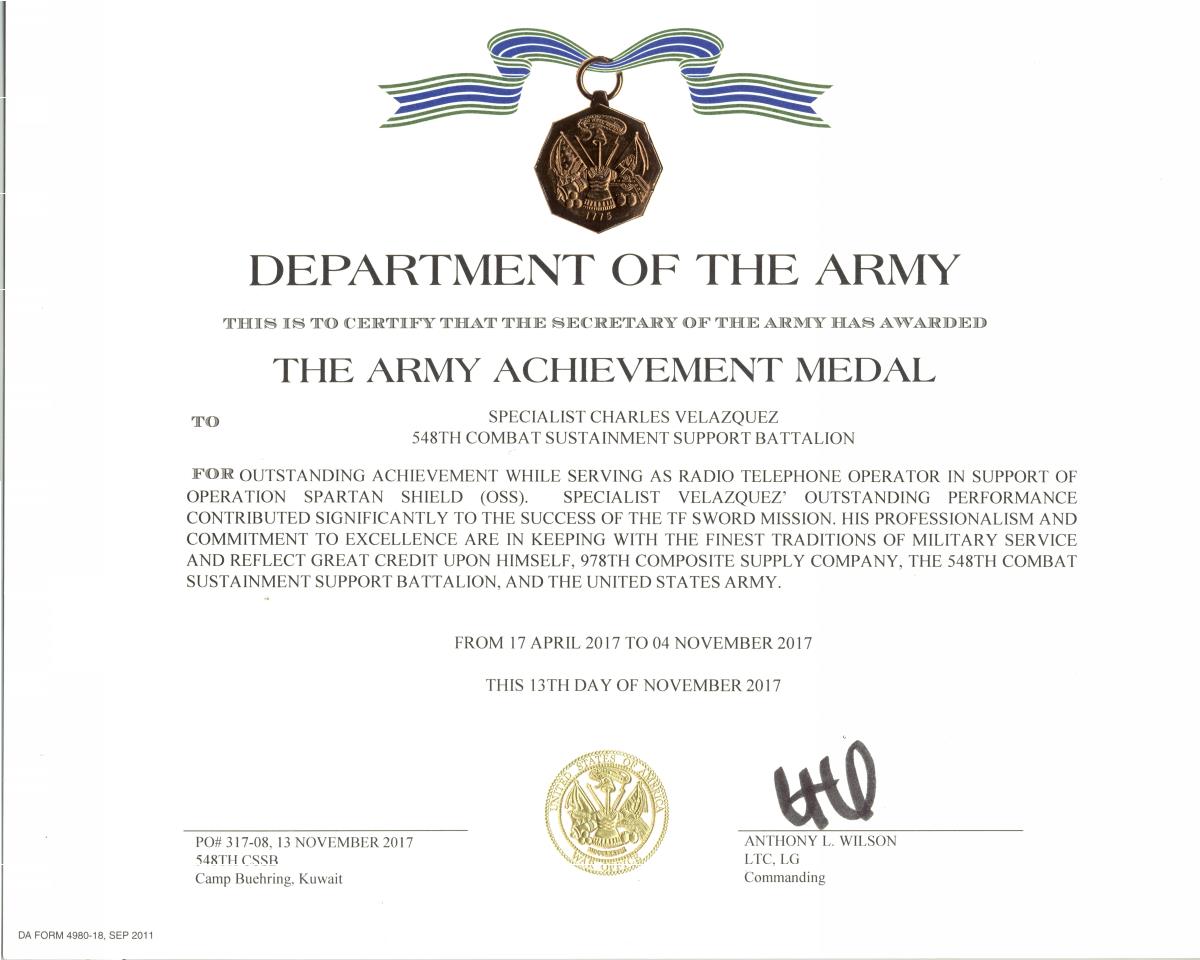 1775
DEPARTMENT OF THE ARMY
THIS IS TO CERTIFY THAT THE SECRETARY OF THE ARMY HAS AWARDED
THE ARMY ACHIEVEMENT MEDAL
TO
SPECIALIST CHARLES VELAZQUEZ
548TH COMBAT SUSTAINMENT SUPPORT BATTALION
FOR OUTSTANDING ACHIEVEMENT WHILE SERVING AS RADIO TELEPHONE OPERATOR IN SUPPORT OF
OPERATION SPARTAN SHIELD (OSS). SPECIALIST VELAZQUEZ' OUTSTANDING PERFORMANCE
CONTRIBUTED SIGNIFICANTLY TO THE SUCCESS OF THE TF SWORD MISSION. HIS PROFESSIONALISM AND
COMMITMENT TO EXCELLENCE ARE IN KEEPING WITH THE FINEST TRADITIONS OF MILITARY SERVICE
AND REFLECT GREAT CREDIT UPON HIMSELF, 978TH COMPOSITE SUPPLY COMPANY, THE 548TH COMBAT
SUSTAINMENT SUPPORT BATTALION, AND THE UNITED STATES ARMY.
FROM 17 APRIL 2017 TO 04 NOVEMBER 2017
THIS 13TH DAY OF NOVEMBER 2017
UNITED STATES OF AMERICA
WAR OFFICE
PO# 317-08, 13 NOVEMBER 2017
548TH CSSB
Camp Buehring, Kuwait
ANTHONY L. WILSON
LTC, LG
Commanding
DA FORM 4980-18, SEP 2011